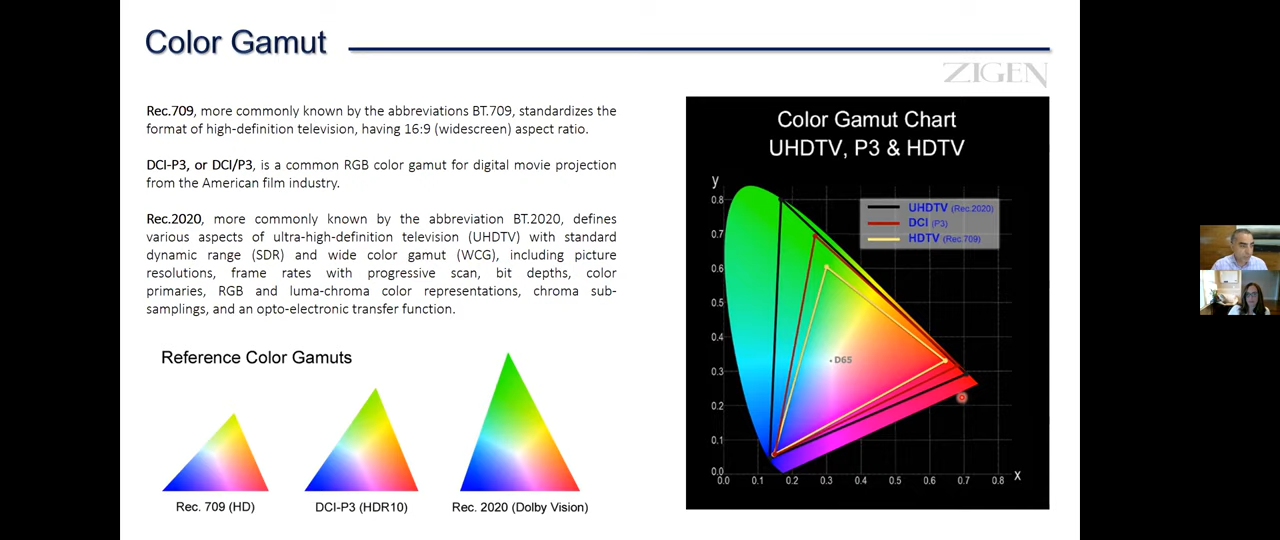 Color Gamut
ZIGEN
Rec.709, more commonly known by the abbreviations BT.709, standardizes the
format of high-definition television, having 16:9 (widescreen) aspect ratio.
DCI-P3, or DCI/P3, is a common RGB color gamut for digital movie projection
from the American film industry.
Rec.2020, more commonly known by the abbreviation BT.2020, defines
various aspects of ultra-high-definition television (UHDTV) with standard
dynamic range (SDR) and wide color gamut (WCG), including picture
resolutions, frame rates with progressive scan, bit depths, color
primaries, RGB and luma-chroma color representations, chroma sub-
samplings, and an opto-electronic transfer function.
Reference Color Gamuts
Rec. 709 (HD)
DCI-P3 (HDR10)
Rec. 2020 (Dolby Vision)
Color Gamut Chart
UHDTV, P3 & HDTV
y
UHDTV (Rec.2020)
DCI (P3)
HDTV (Rec.709)
0.8
0.7
0.6
0.5
0.4
0.3
0.2
0.1
0.0
D65
0.0 0.1 0.2 0.3 0.4 0.5 0.6 0.7 0.8
x